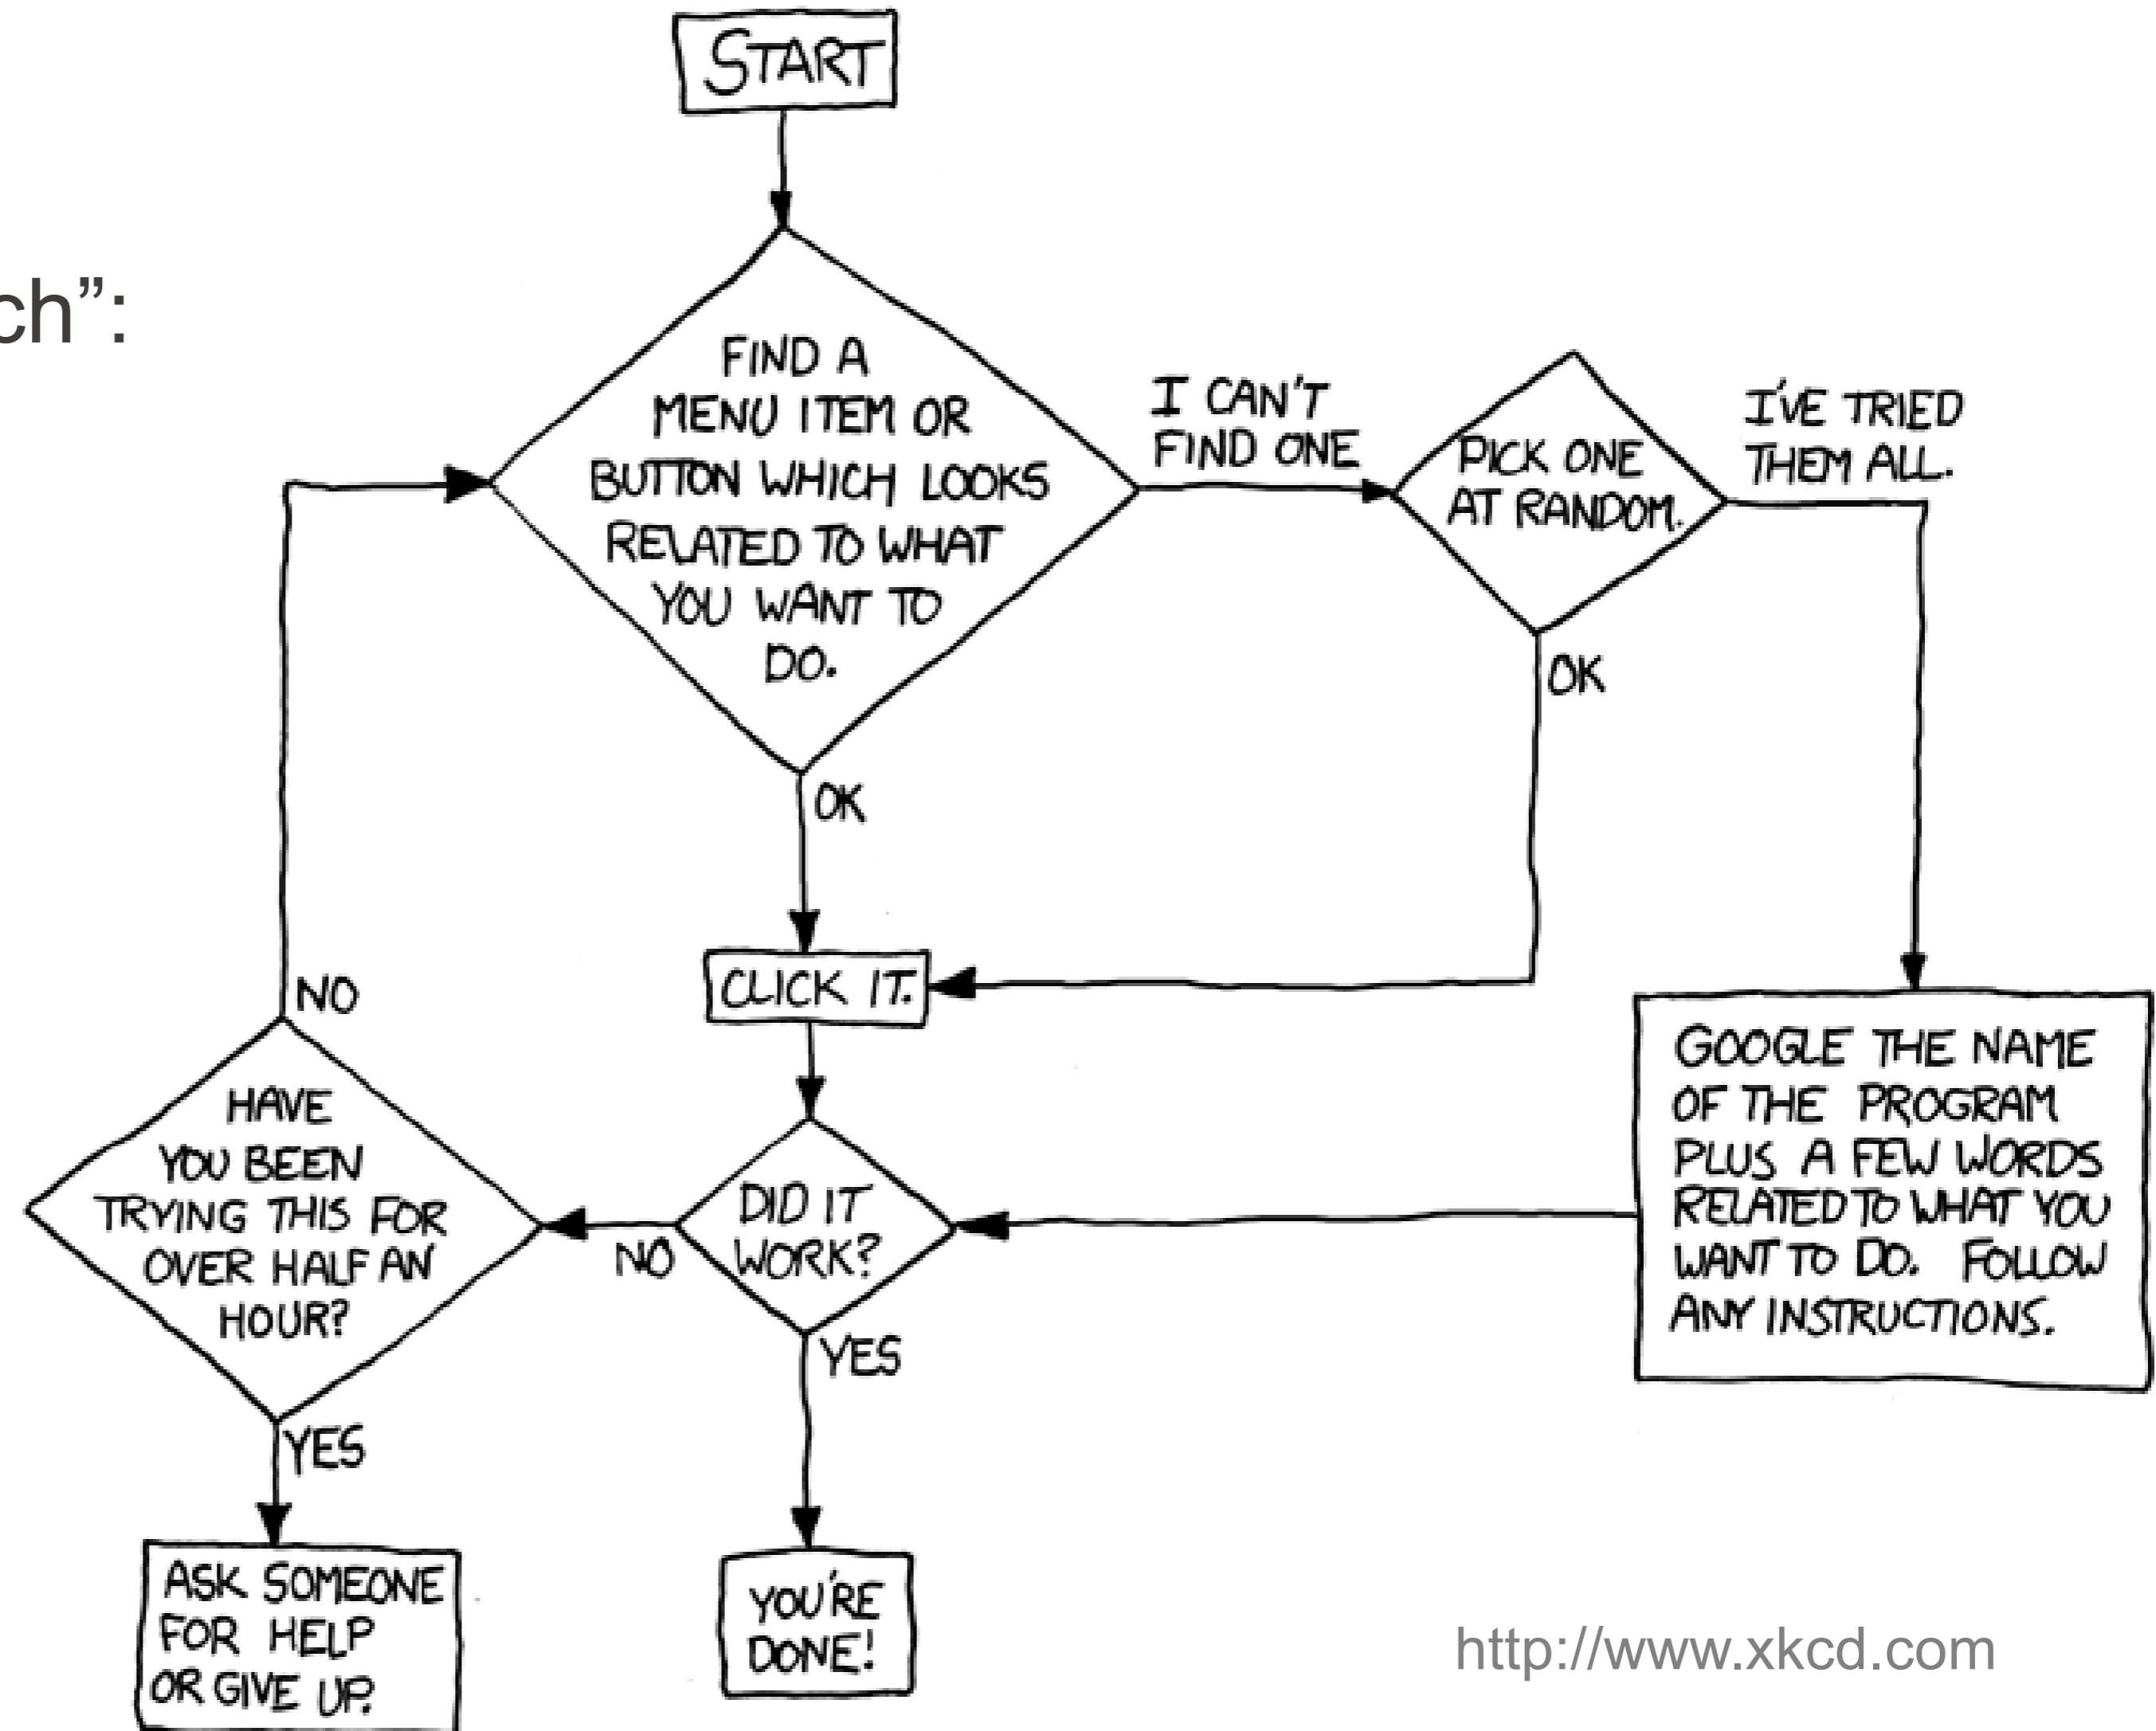 START
ch”:
FIND A
MENU ITEM OR
BUTTON WHICH LOOKS
RELATED TO WHAT
YOU WANT TO
DO.
I CAN'T
FIND ONE
PICK ONE
AT RANDOM.
I'VE TRIED
THEM ALL.
OK
OK
CLICK IT.
NO
GOOGLE THE NAME
OF THE PROGRAM
PLUS A FEW WORDS
RELATED TO WHAT YOU
WANT TO DO. FOLLOW
ANY INSTRUCTIONS.
HAVE
YOU BEEN
TRYING THIS FOR
OVER HALF AN
HOUR?
NO
DID IT
WORK?
YES
YES
ASK SOMEONE
FOR HELP
OR GIVE UP.
YOU'RE
DONE!
http://www.xkcd.com